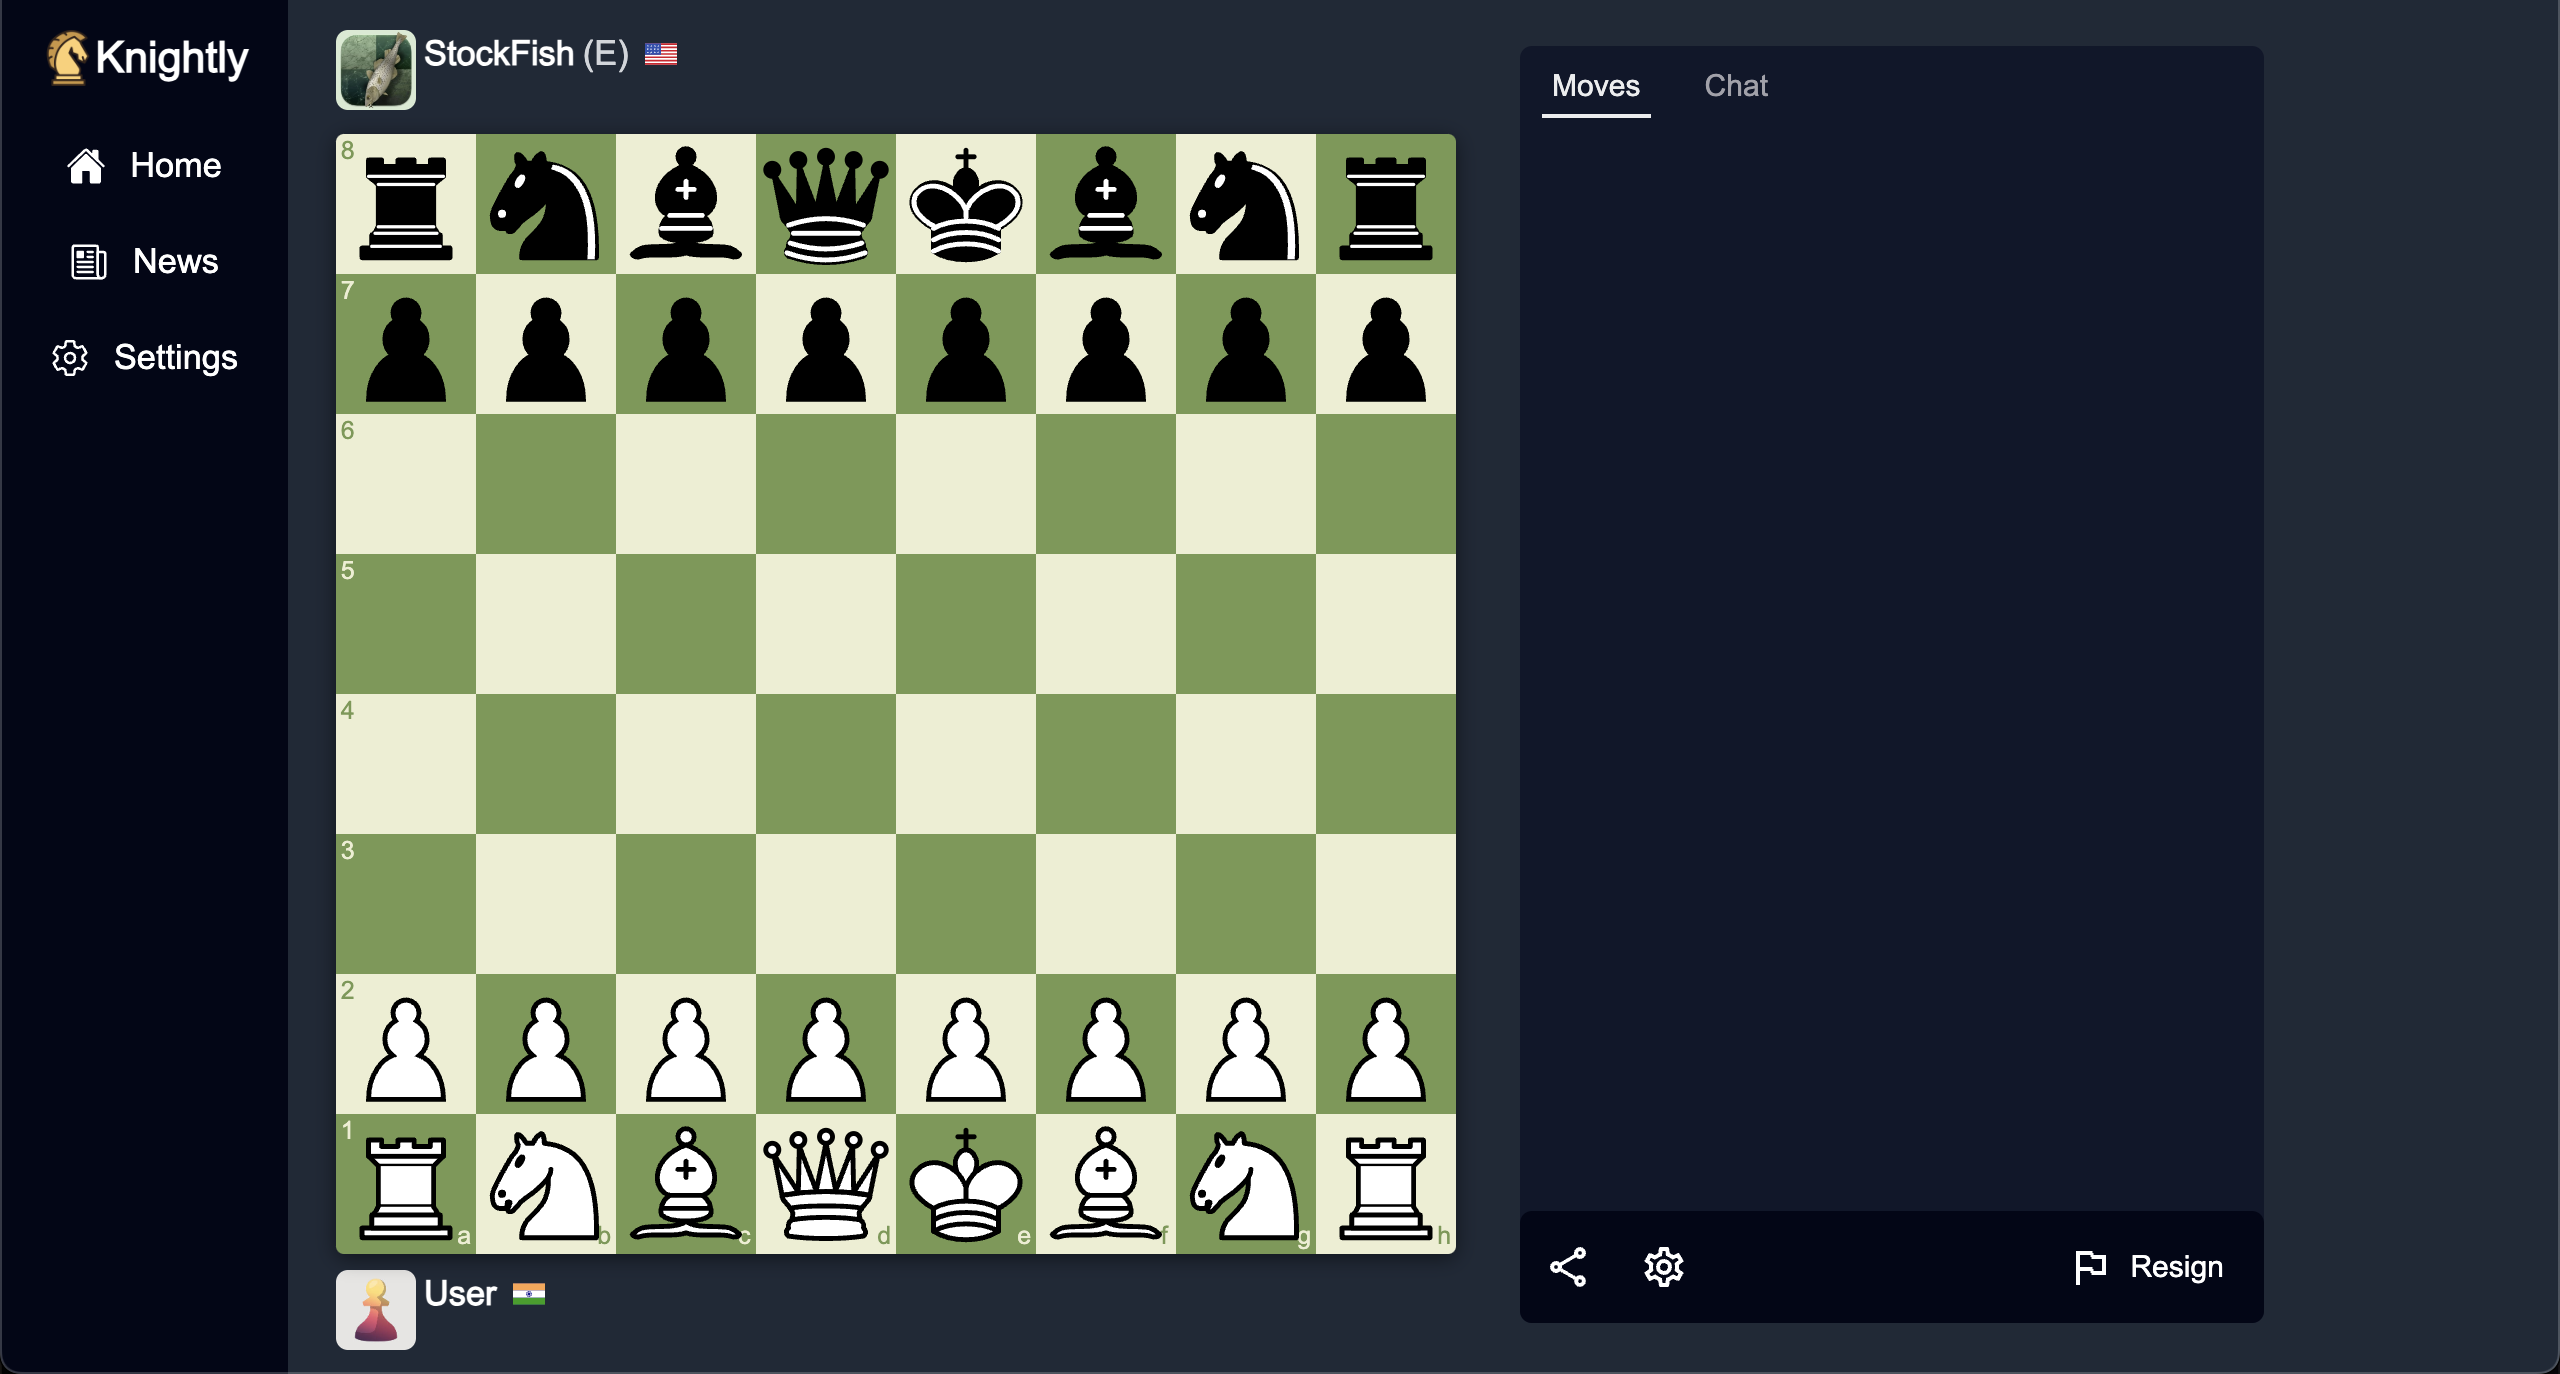 Knightly
Home
News
Settings
StockFish (E)
8
7
6
5
4
3
2
1
a b c d e f g h
User
Moves Chat
Resign